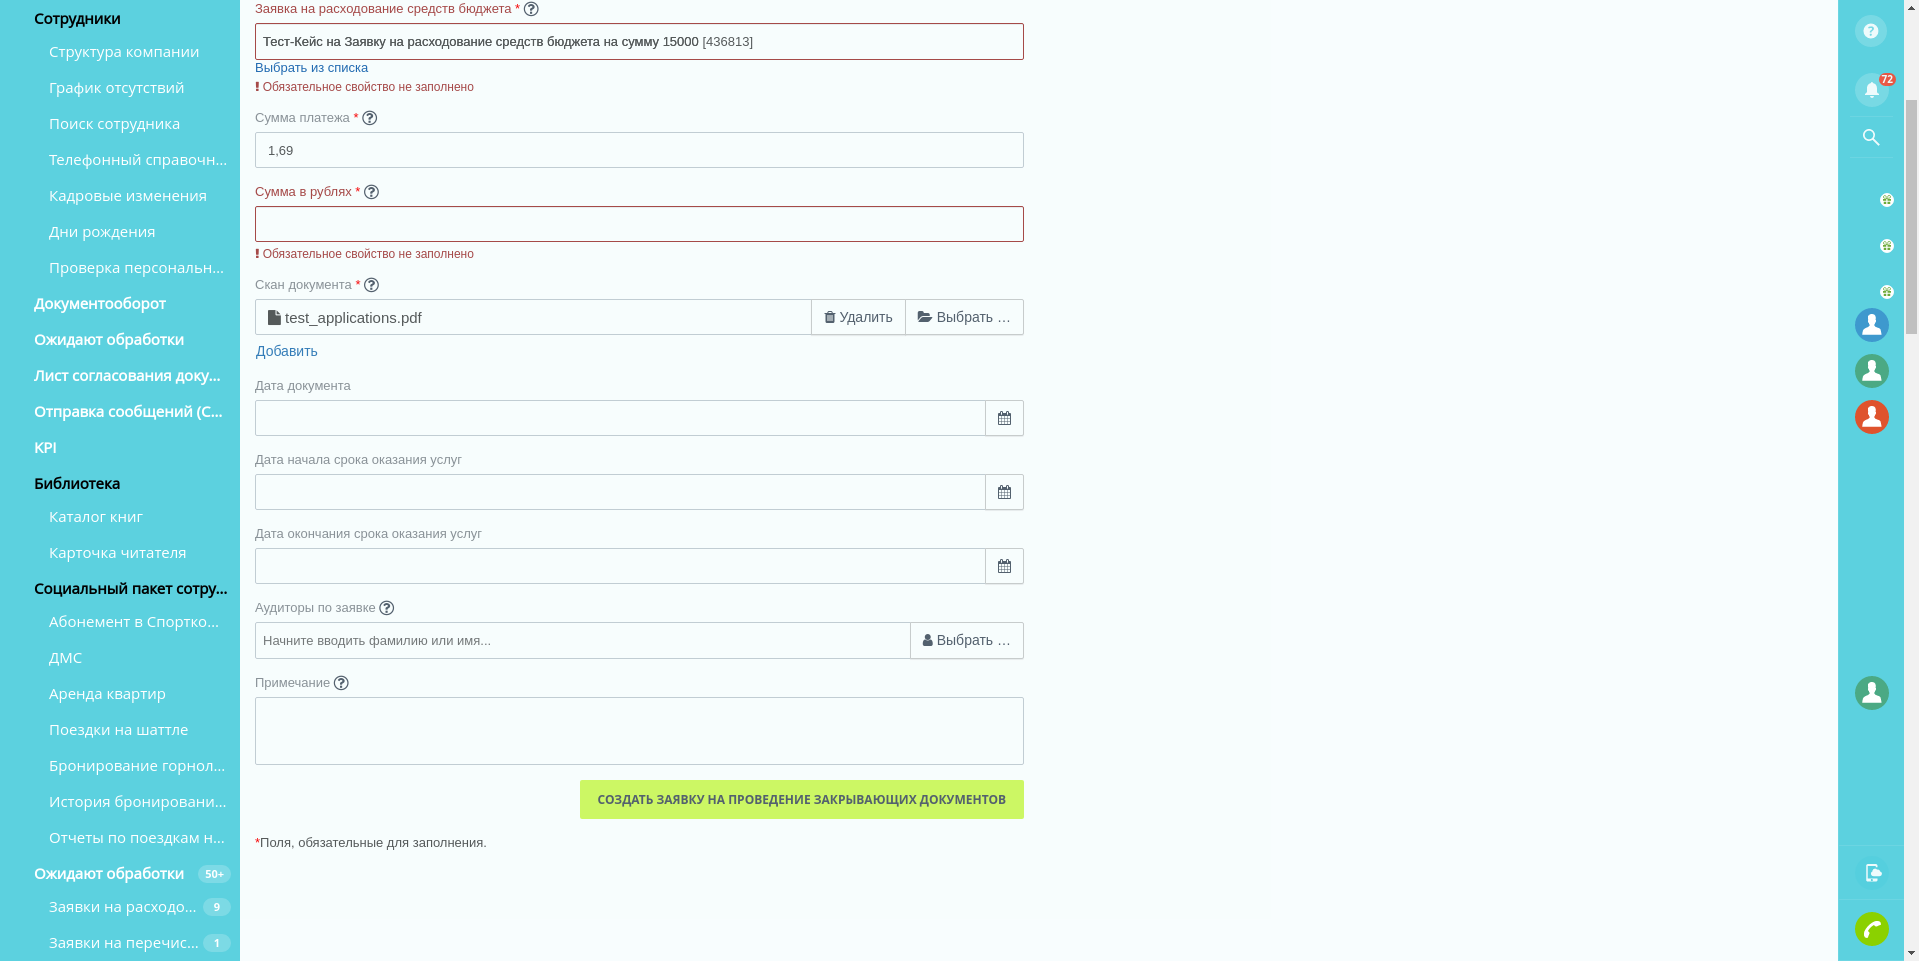 Сотрудники
Структура компании
График отсутствий
Поиск сотрудника
Телефонный справочн...
Кадровые изменения
Дни рождения
Проверка персональн...
Документооборот
Ожидают обработки
Лист согласования доку...
Отправка сообщений (С...
KPI
Библиотека
Каталог книг
Карточка читателя
Социальный пакет сотру...
Абонемент в Спортко...
ДМС
Аренда квартир
Поездки на шаттле
Бронирование горнол...
История бронировани...
Отчеты по поездкам н...
Ожидают обработки 50+
Заявки на расходо... 9
Заявки на перечис... 1
Заявка на расходование средств бюджета * ?
Тест-Кейс на Заявку на расходование средств бюджета на сумму 15000 [436813]
Выбрать из списка
! Обязательное свойство не заполнено
Сумма платежа * ?
1,69
Сумма в рублях * ?
! Обязательное свойство не заполнено
Скан документа * ?
test_applications.pdf Удалить Выбрать ...
Добавить
Дата документа
Дата начала срока оказания услуг
Дата окончания срока оказания услуг
Аудиторы по заявке ?
Начните вводить фамилию или имя... Выбрать ...
Примечание ?
СОЗДАТЬ ЗАЯВКУ НА ПРОВЕДЕНИЕ ЗАКРЫВАЮЩИХ ДОКУМЕНТОВ
*Поля, обязательные для заполнения.
?
72